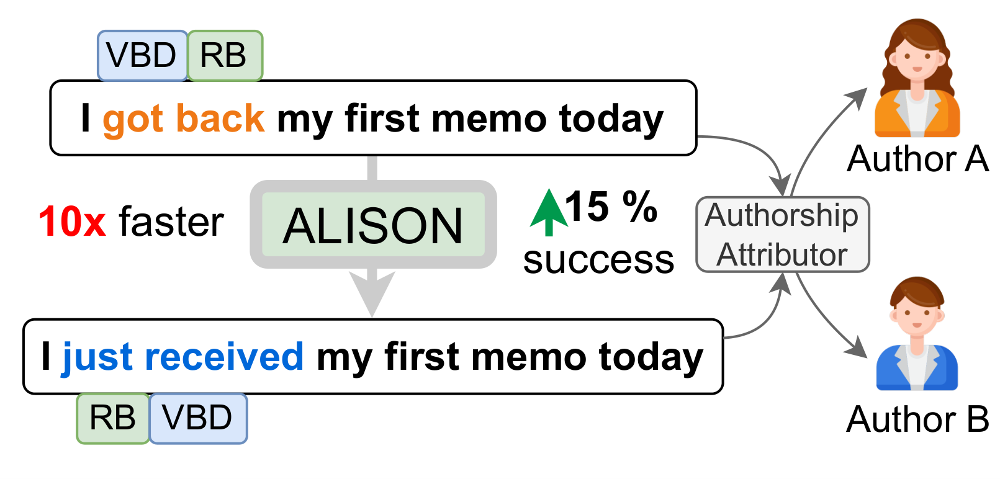 VBD RB
I got back my first memo today
10x faster
ALISON
15 %
success
Authorship
Attributor
Author A
I just received my first memo today
RB VBD
Author B